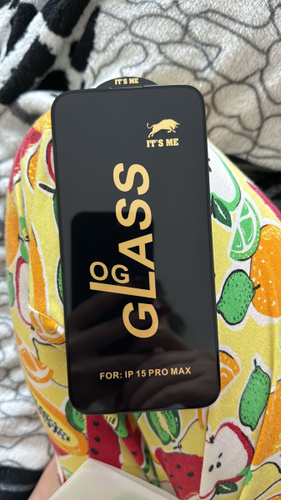 IT'S ME
IT'S ME
OG
GLASS
FOR: IP 15 PRO MAX